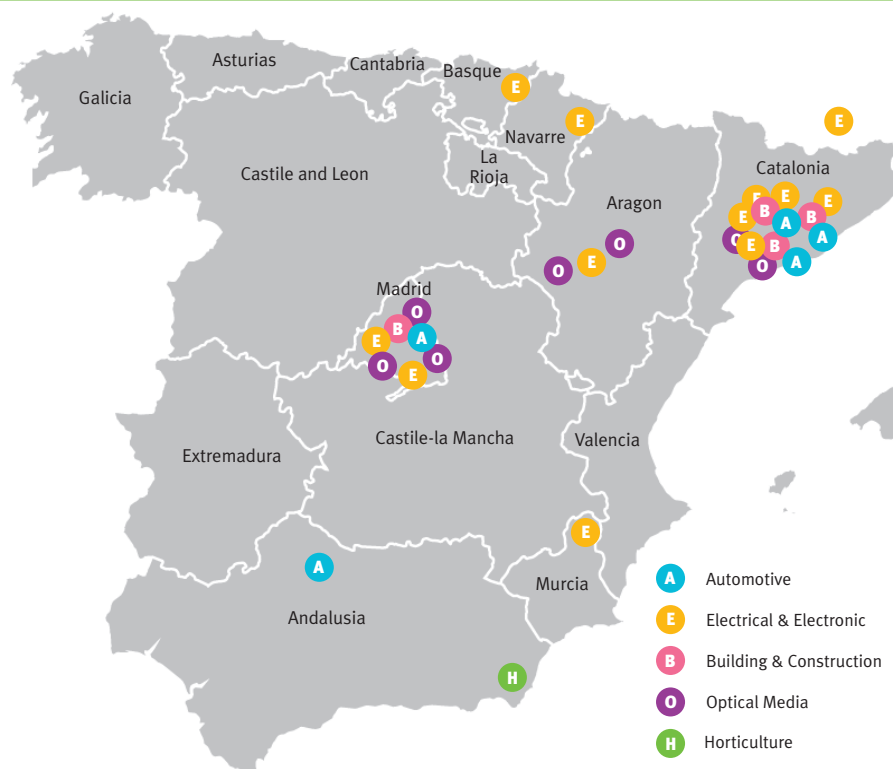 Asturias
Cantabria
Basque
Galicia
E
E
E
Navarre
La
Rioja
Castile and Leon
Catalonia
Aragon
E
E
E
B
B
E
A
A
O
E
B
A
O
O
E
O
Madrid
O
B
A
E
O
O
E
Castile-la Mancha
Valencia
Extremadura
E
A
Murcia
Andalusia
H
A Automotive
E Electrical & Electronic
B Building & Construction
O Optical Media
H Horticulture